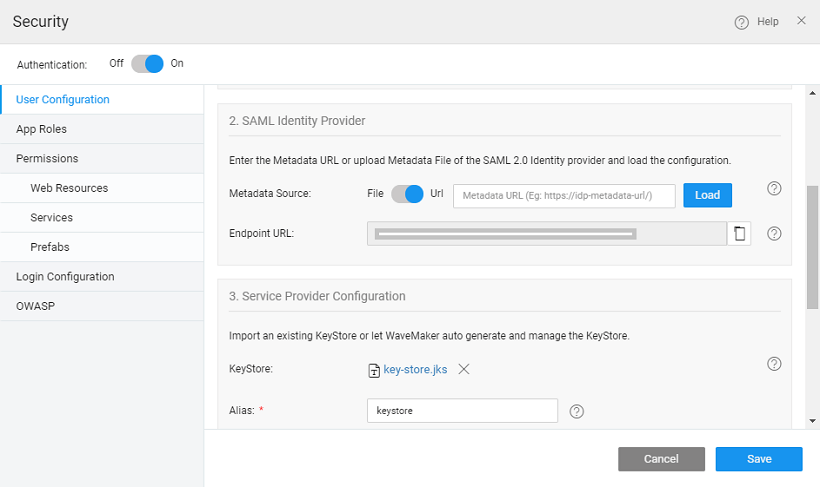 Security
Help
Authentication: Off On
User Configuration
App Roles
Permissions
Web Resources
Services
Prefabs
Login Configuration
OWASP
2. SAML Identity Provider
Enter the Metadata URL or upload Metadata File of the SAML 2.0 Identity provider and load the configuration.
Metadata Source: File Url Metadata URL (Eg: https://idp-metadata-url/) Load
Endpoint URL:
3. Service Provider Configuration
Import an existing KeyStore or let WaveMaker auto generate and manage the KeyStore.
KeyStore: key-store.jks
Alias: * keystore
Cancel Save